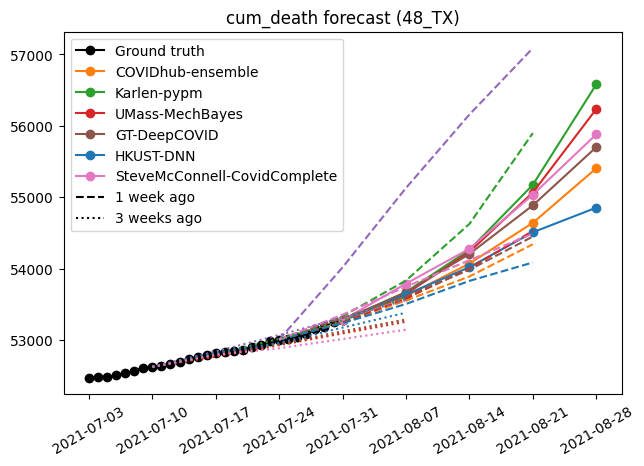 cum_death forecast (48_TX)
57000
56000
55000
54000
53000
Ground truth
COVIDhub-ensemble
Karlen-pypm
UMass-MechBayes
GT-DeepCOVID
HKUST-DNN
SteveMcConnell-CovidComplete
1 week ago
3 weeks ago
2021-07-03
2021-07-10
2021-07-17
2021-07-24
2021-07-31
2021-08-07
2021-08-14
2021-08-21
2021-08-28